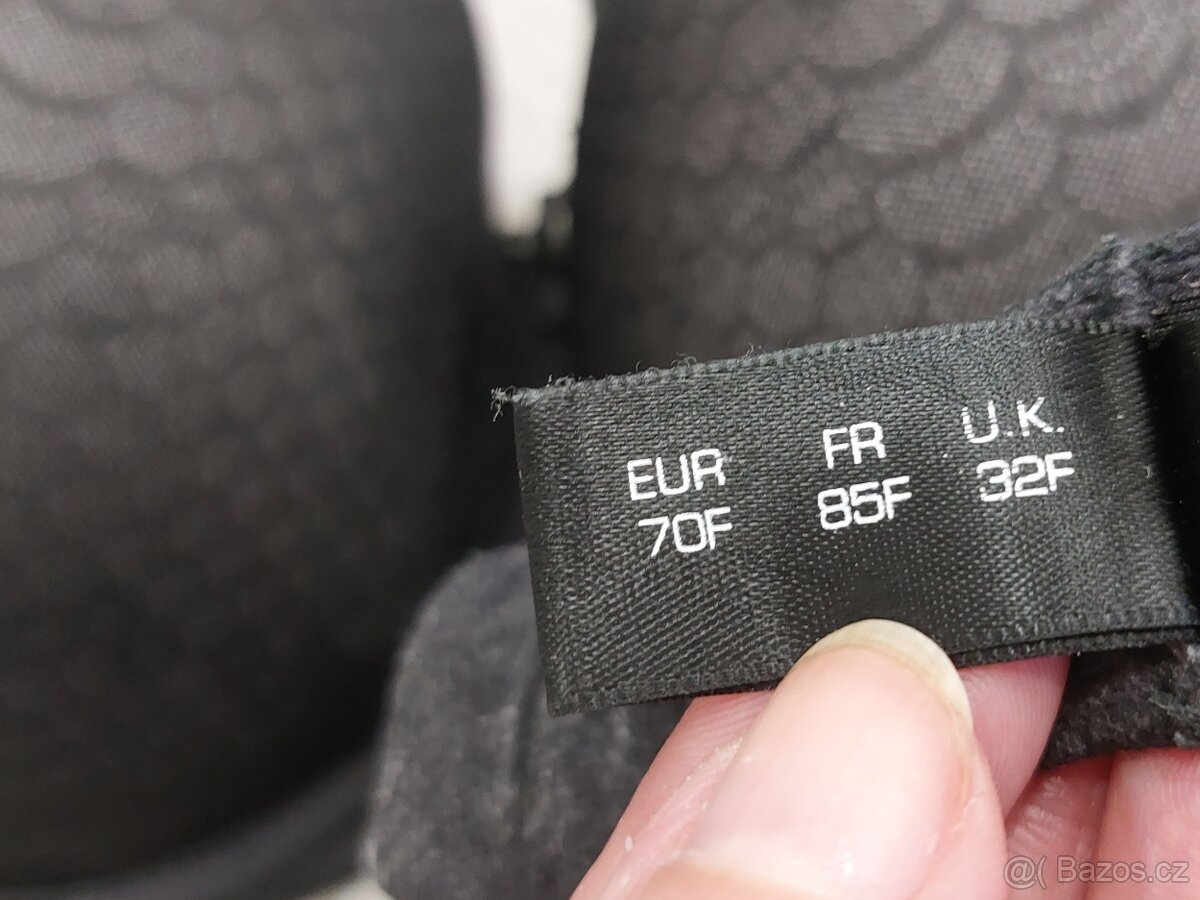 EUR FR U.K.
70F 85F 32F
@( Bazos.cz